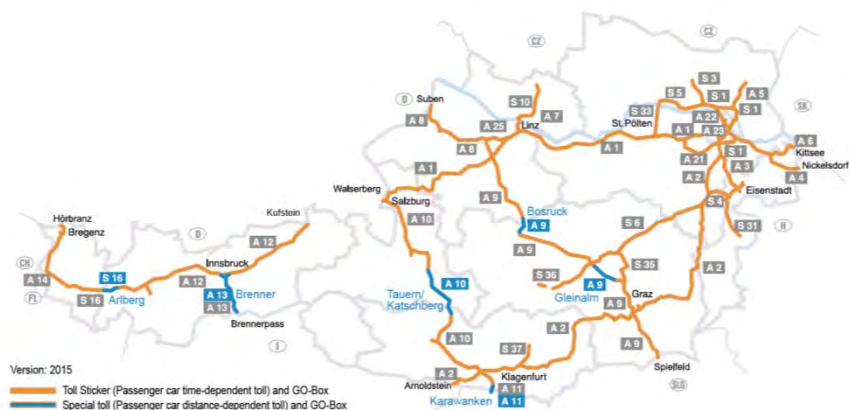 CZ
CZ
D
Suben
S 10
S 3
S 5
S 1
A 5
S 33
S 1
SK
A 8
A 25
Linz
A 7
St. Pölten
A 22
A 23
A 1
A 6
Kittsee
A 8
A 1
A 21
S 1
A 3
Nickelsdorf
A 4
A 1
A 2
Walserberg
Salzburg
A 9
Eisenstadt
S 4
Hörbranz
Bregenz
D
Kufstein
A 10
Bosruck
A 9
S 6
S 31
H
A 12
Innsbruck
A 9
CH
A 14
S 16
A 12
A 10
S 36
S 35
A 2
FL
S 16
Arlberg
A 13
Brenner
A 13
Tauern/
Katschberg
Gleinalm
A 9
A 9
Graz
Brennerpass
I
A 10
A 2
A 9
S 37
Spielfeld
A 2
Klagenfurt
Arnoldstein
A 11
SLO
Karawanken
A 11
Version: 2015
Toll Sticker (Passenger car time-dependent toll) and GO-Box
Special toll (Passenger car distance-dependent toll) and GO-Box